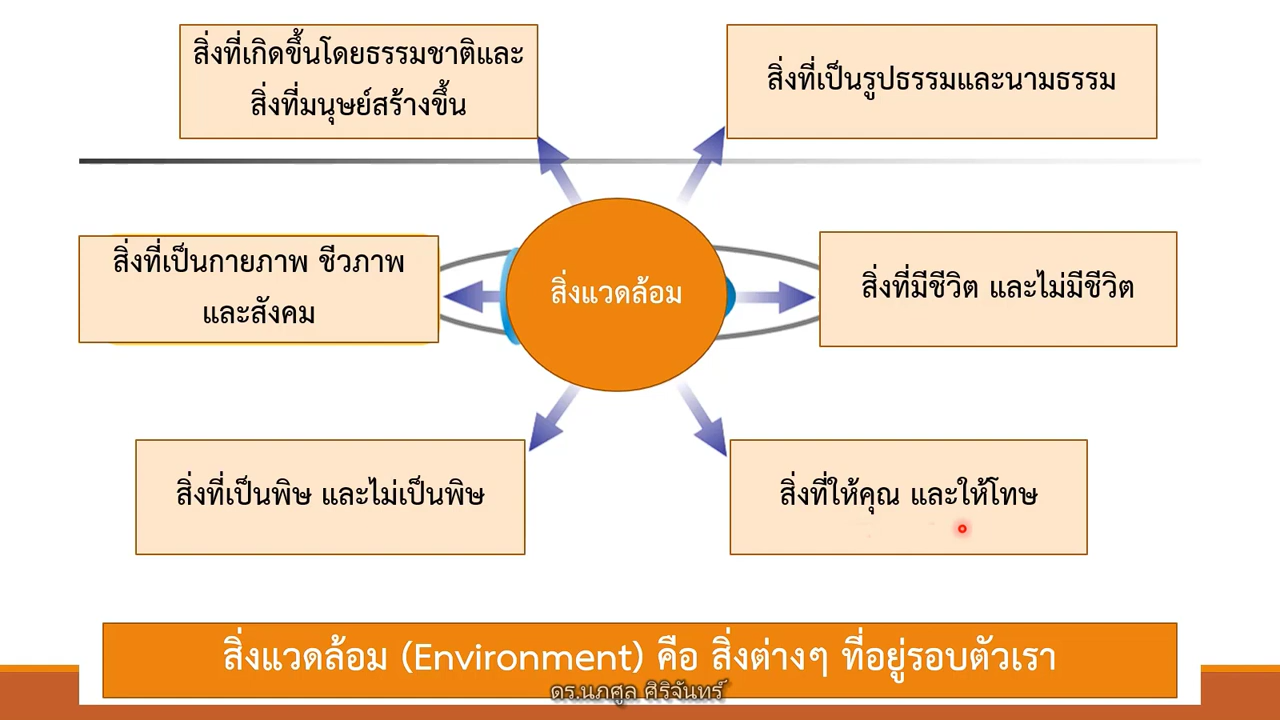 สิ่งที่เกิดขึ้นโดยธรรมชาติและ
สิ่งที่มนุษย์สร้างขึ้น
สิ่งที่เป็นรูปธรรมและนามธรรม
สิ่งที่เป็นกายภาพ ชีวภาพ
และสังคม
สิ่งแวดล้อม
สิ่งที่มีชีวิต และไม่มีชีวิต
สิ่งที่เป็นพิษ และไม่เป็นพิษ
สิ่งที่ให้คุณ และให้โทษ
สิ่งแวดล้อม (Environment) คือ สิ่งต่างๆ ที่อยู่รอบตัวเรา
ดร.นภศูล ศิริจันทร์